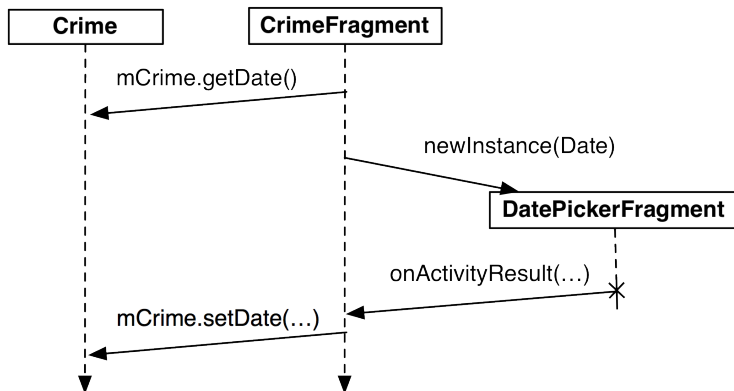 Crime
CrimeFragment
mCrime.getDate()
newInstance(Date)
DatePickerFragment
onActivityResult(…)
mCrime.setDate(…)